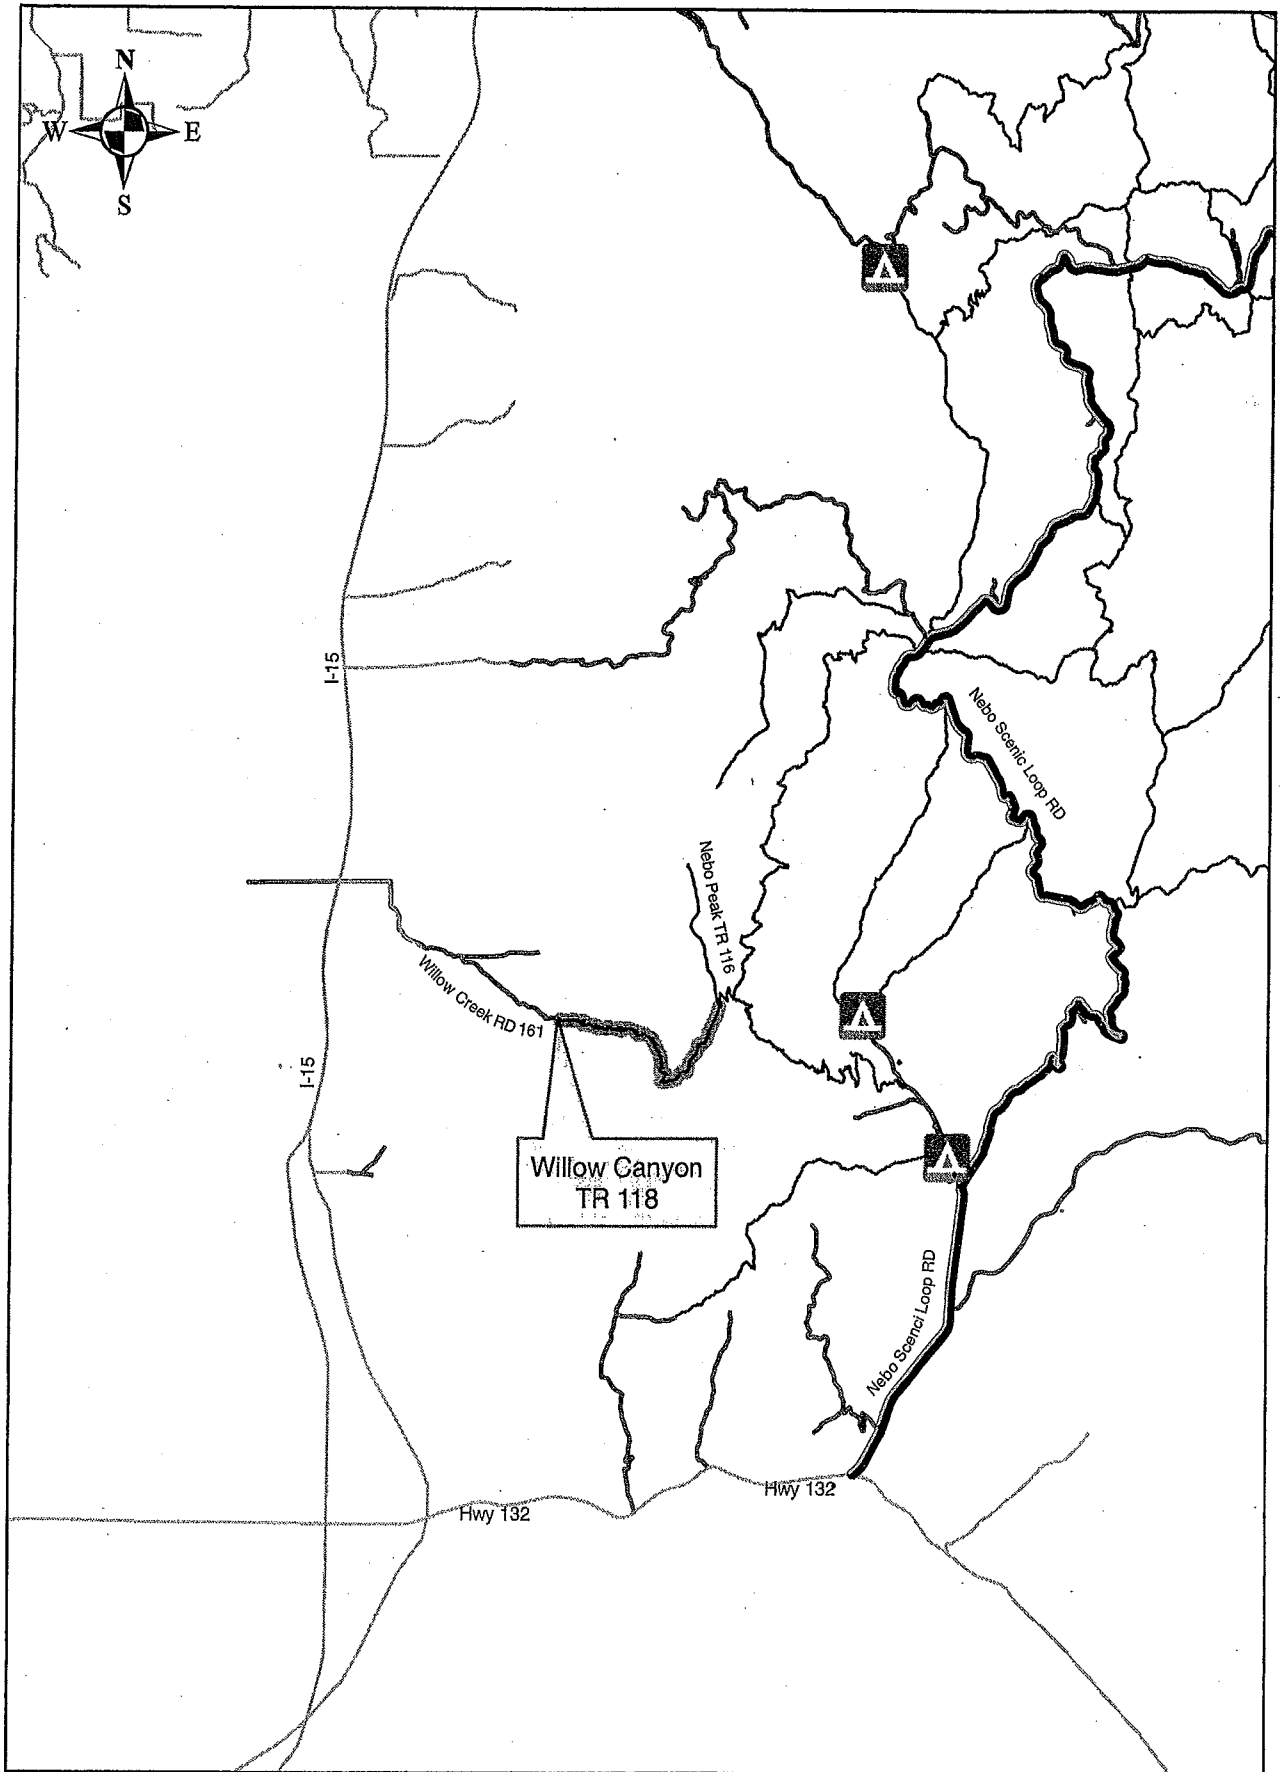 N
W E
S
I-15
Nebo Scenic Loop RD
Nebo Peak TR 116
Willow Creek RD 161
I-15
Willow Canyon
TR 118
Nebo Scenci Loop RD
Hwy 132
Hwy 132